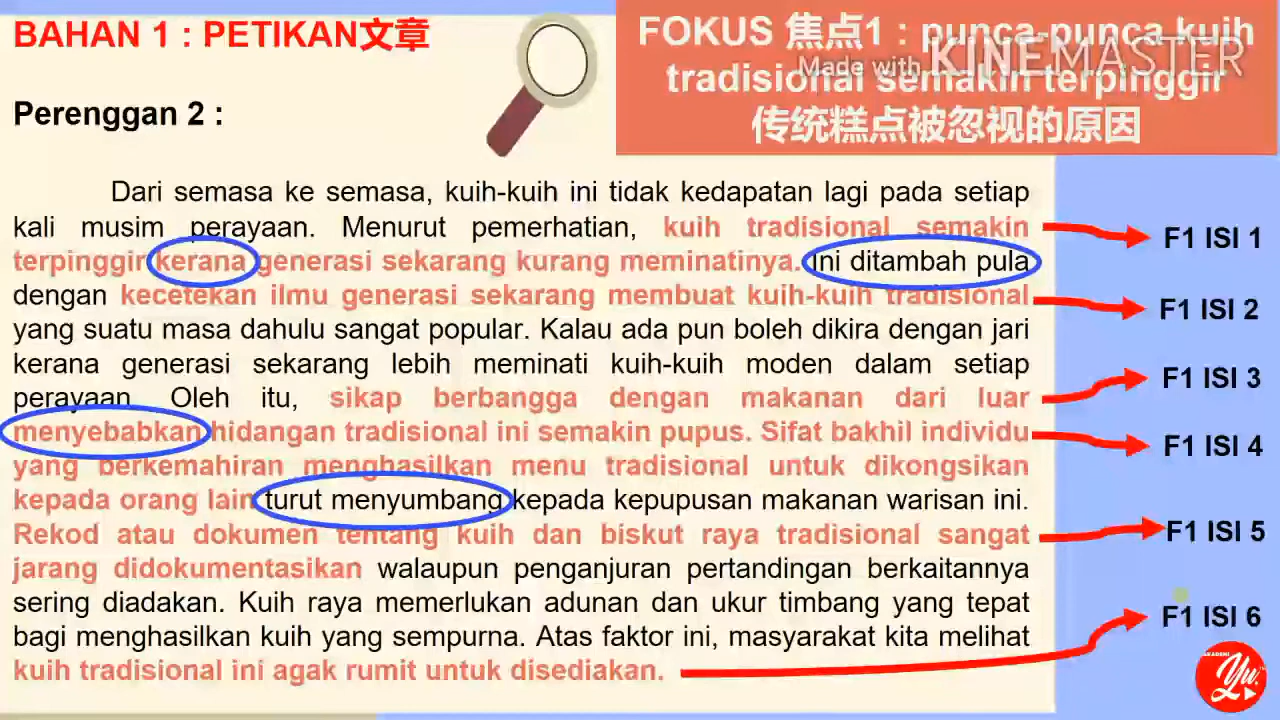 BAHAN 1 : PETIKAN文章
FOKUS 焦点1 : punca-punca kuih
tradisional semakin terpinggir
传统糕点被忽视的原因
Made with KINEMASTER
Perenggan 2 :
Dari semasa ke semasa, kuih-kuih ini tidak kedapatan lagi pada setiap
kali musim perayaan. Menurut pemerhatian, kuih tradisional semakin
terpinggir kerana generasi sekarang kurang meminatinya. Ini ditambah pula
dengan kecetekan ilmu generasi sekarang membuat kuih-kuih tradisional
yang suatu masa dahulu sangat popular. Kalau ada pun boleh dikira dengan jari
kerana generasi sekarang lebih meminati kuih-kuih moden dalam setiap
perayaan. Oleh itu, sikap berbangga dengan makanan dari luar
menyebabkan hidangan tradisional ini semakin pupus. Sifat bakhil individu
yang berkemahiran menghasilkan menu tradisional untuk dikongsikan
kepada orang lain turut menyumbang kepada kepupusan makanan warisan ini.
Rekod atau dokumen tentang kuih dan biskut raya tradisional sangat
jarang didokumentasikan walaupun penganjuran pertandingan berkaitannya
sering diadakan. Kuih raya memerlukan adunan dan ukur timbang yang tepat
bagi menghasilkan kuih yang sempurna. Atas faktor ini, masyarakat kita melihat
kuih tradisional ini agak rumit untuk disediakan.
F1 ISI 1
F1 ISI 2
F1 ISI 3
F1 ISI 4
F1 ISI 5
F1 ISI 6
AKADEMI
Yu.